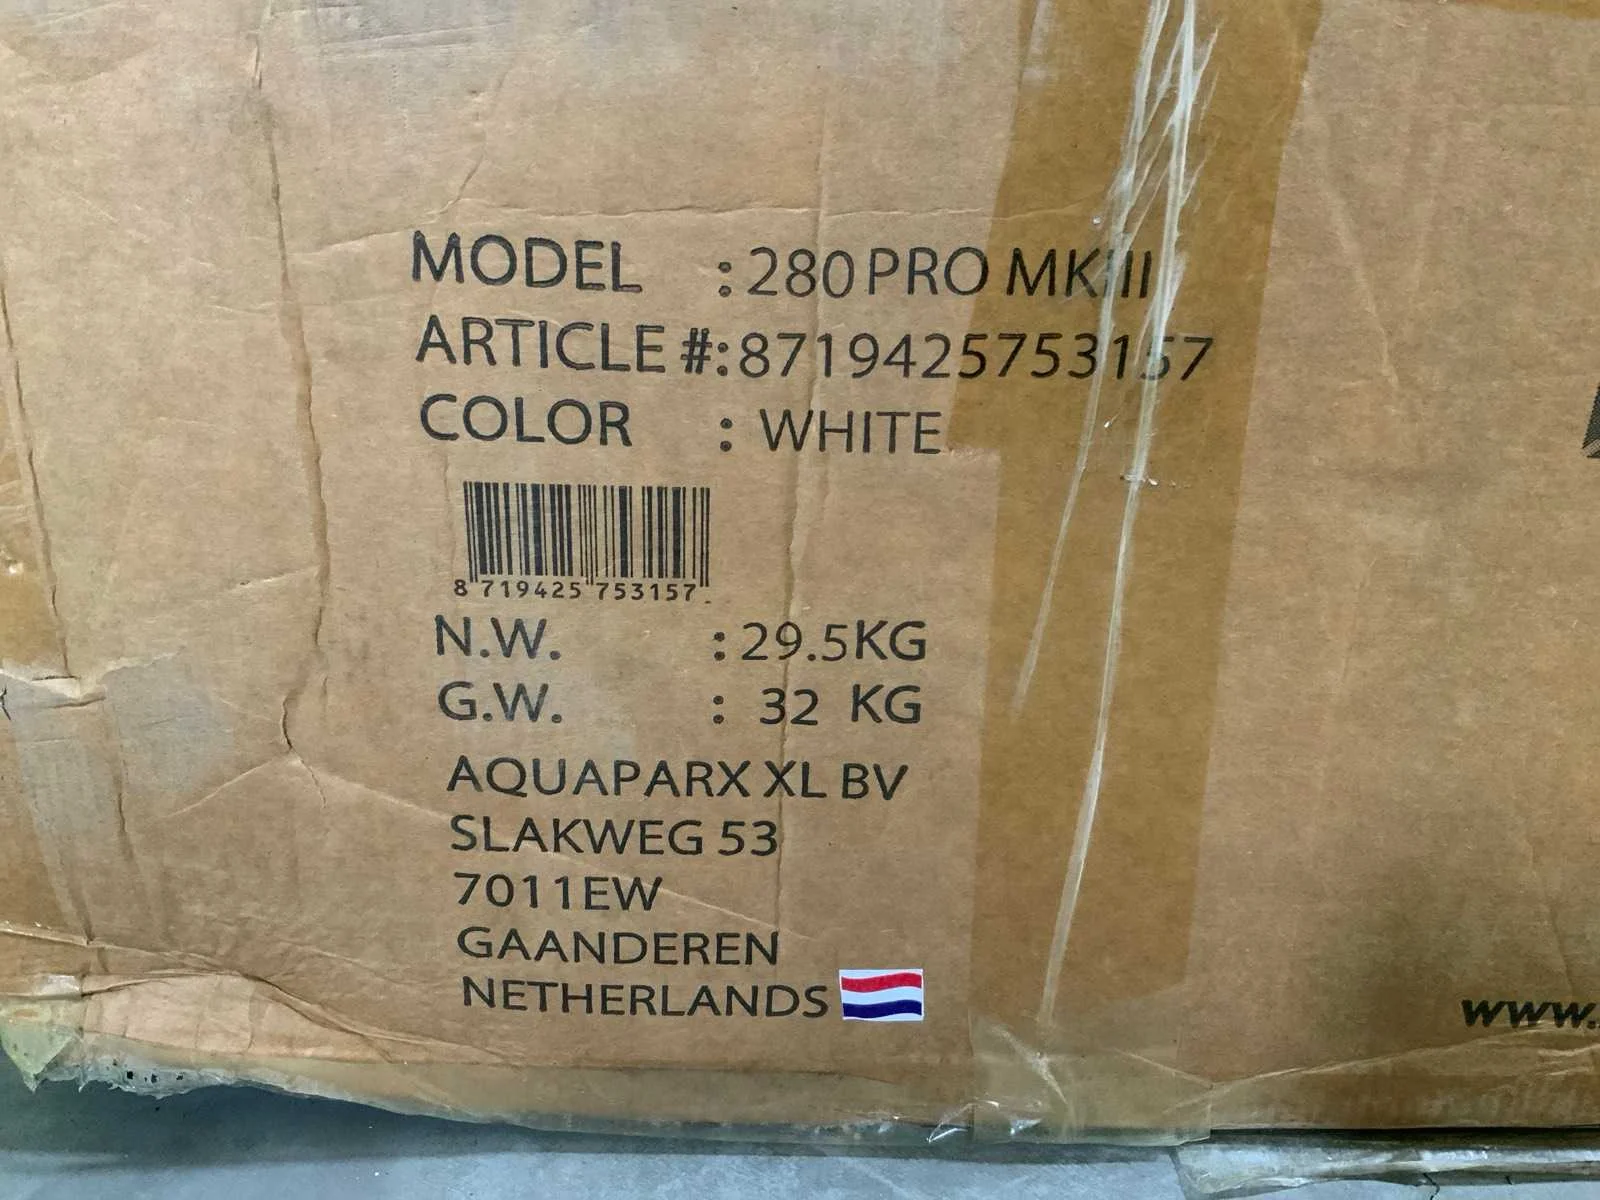 MODEL : 280 PRO MKIII
ARTICLE #: 8719425753157
COLOR : WHITE
8 719425 753157
N.W. : 29.5KG
G.W. : 32 KG
AQUAPARX XL BV
SLAKWEG 53
7011EW
GAANDEREN
NETHERLANDS
www.